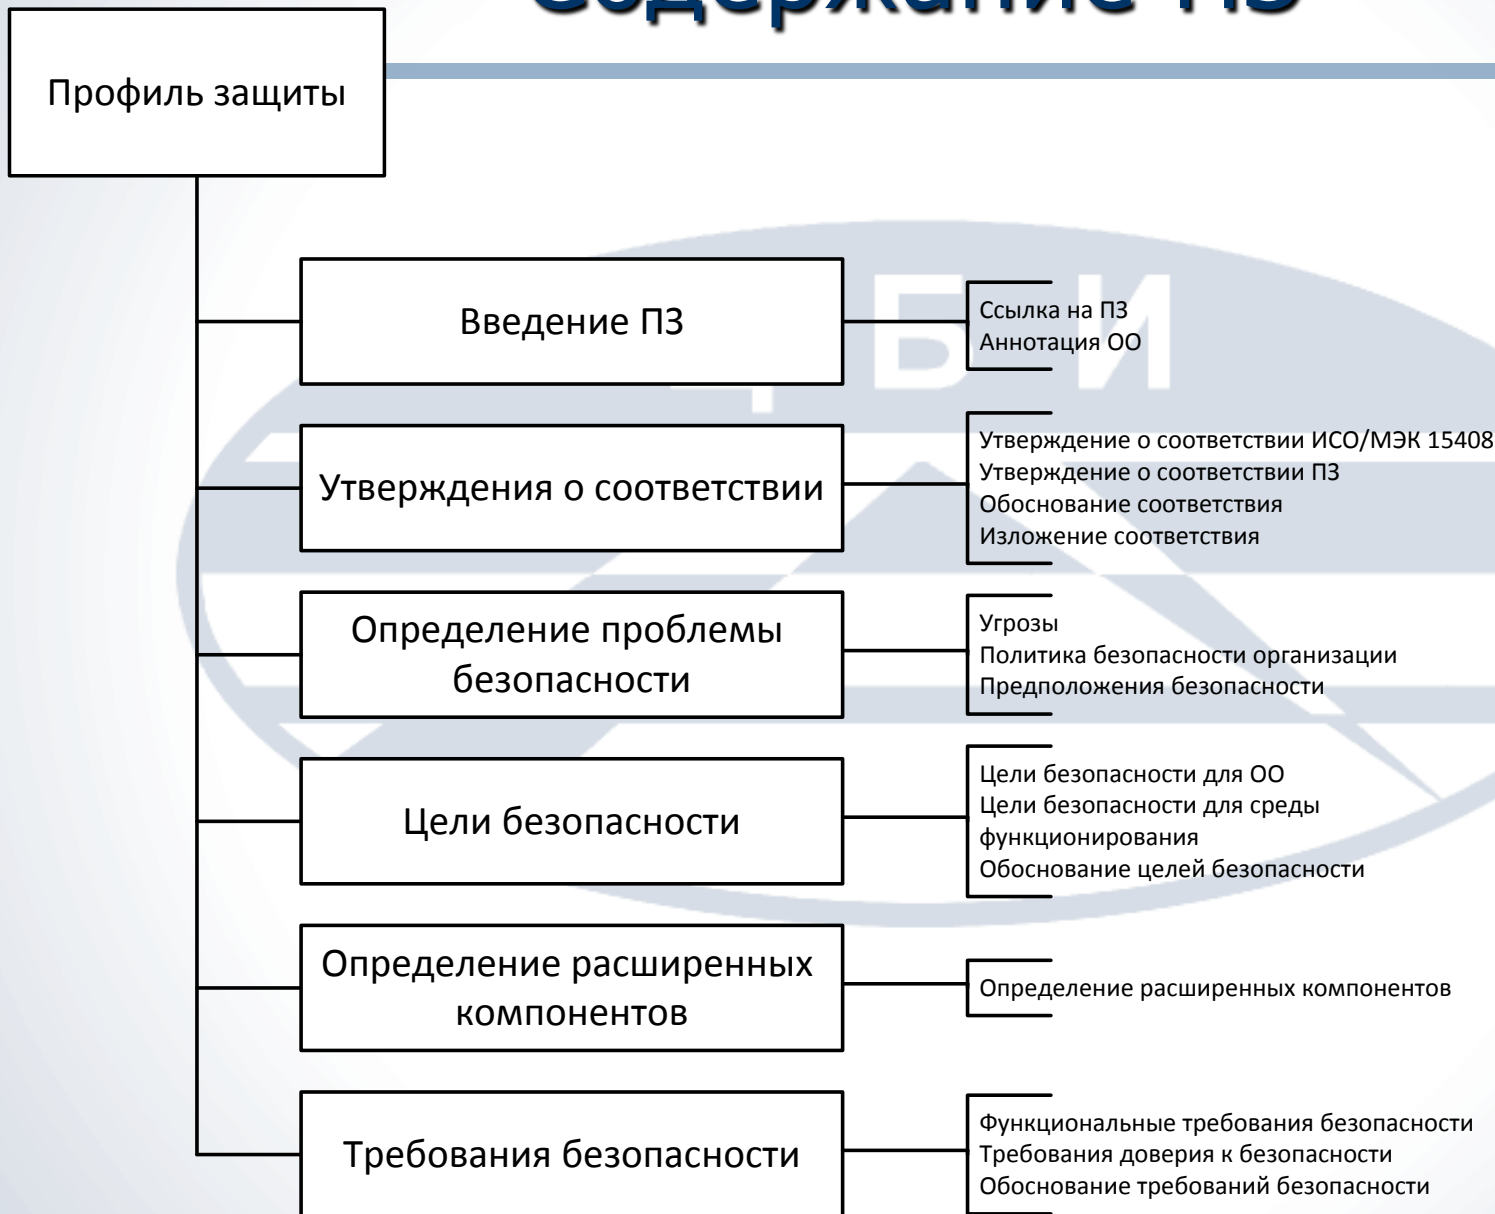 Содержание ПЗ
Профиль защиты
Введение ПЗ
Ссылка на ПЗ
Аннотация ОО
Утверждения о соответствии
Утверждение о соответствии ИСО/МЭК 15408
Утверждение о соответствии ПЗ
Обоснование соответствия
Изложение соответствия
Определение проблемы
безопасности
Угрозы
Политика безопасности организации
Предположения безопасности
Цели безопасности
Цели безопасности для ОО
Цели безопасности для среды
функционирования
Обоснование целей безопасности
Определение расширенных
компонентов
Определение расширенных компонентов
Требования безопасности
Функциональные требования безопасности
Требования доверия к безопасности
Обоснование требований безопасности
ЦБИ